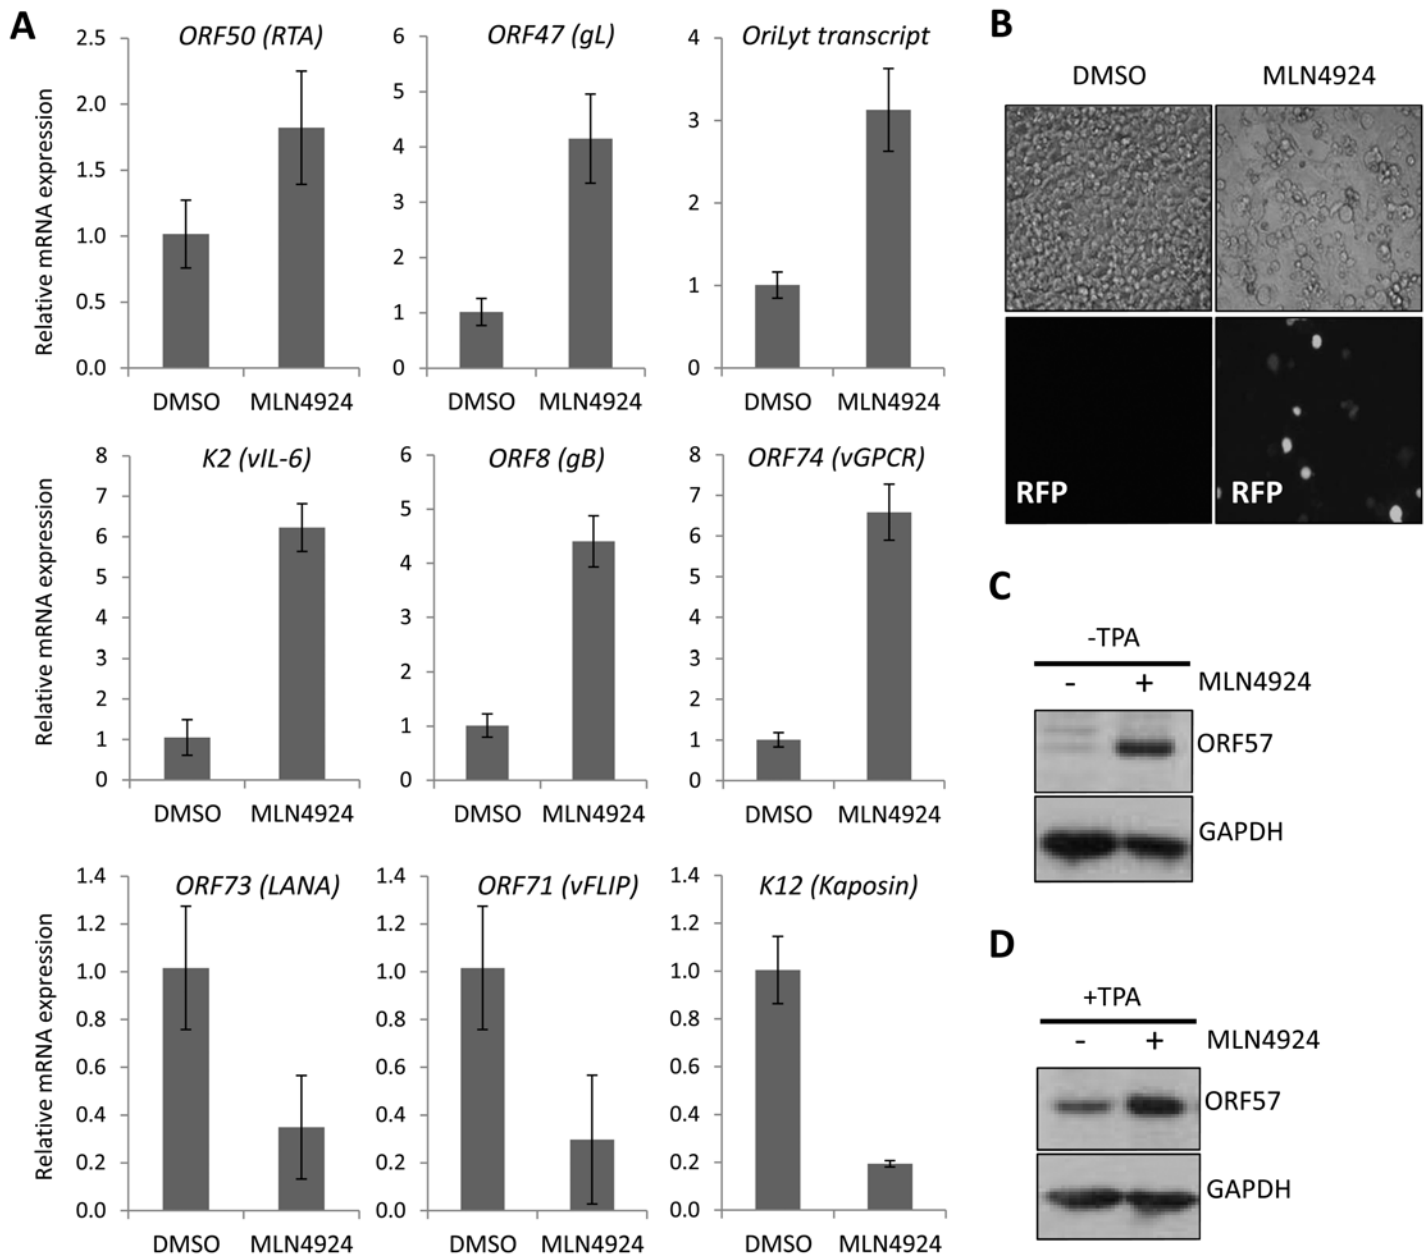 A
ORF50 (RTA)
ORF47 (gL)
OriLyt transcript
Relative mRNA expression
2.5
2.0
1.5
1.0
0.5
0.0
DMSO MLN4924
6
5
4
3
2
1
0
DMSO MLN4924
4
3
2
1
0
DMSO MLN4924
K2 (vIL-6)
ORF8 (gB)
ORF74 (vGPCR)
Relative mRNA expression
8
7
6
5
4
3
2
1
0
DMSO MLN4924
6
5
4
3
2
1
0
DMSO MLN4924
8
7
6
5
4
3
2
1
0
DMSO MLN4924
ORF73 (LANA)
ORF71 (vFLIP)
K12 (Kaposin)
Relative mRNA expression
1.4
1.2
1.0
0.8
0.6
0.4
0.2
0.0
DMSO MLN4924
1.4
1.2
1.0
0.8
0.6
0.4
0.2
0.0
DMSO MLN4924
1.4
1.2
1.0
0.8
0.6
0.4
0.2
0.0
DMSO MLN4924
B
DMSO MLN4924
RFP RFP
C
-TPA
- + MLN4924
ORF57
GAPDH
D
+TPA
- + MLN4924
ORF57
GAPDH